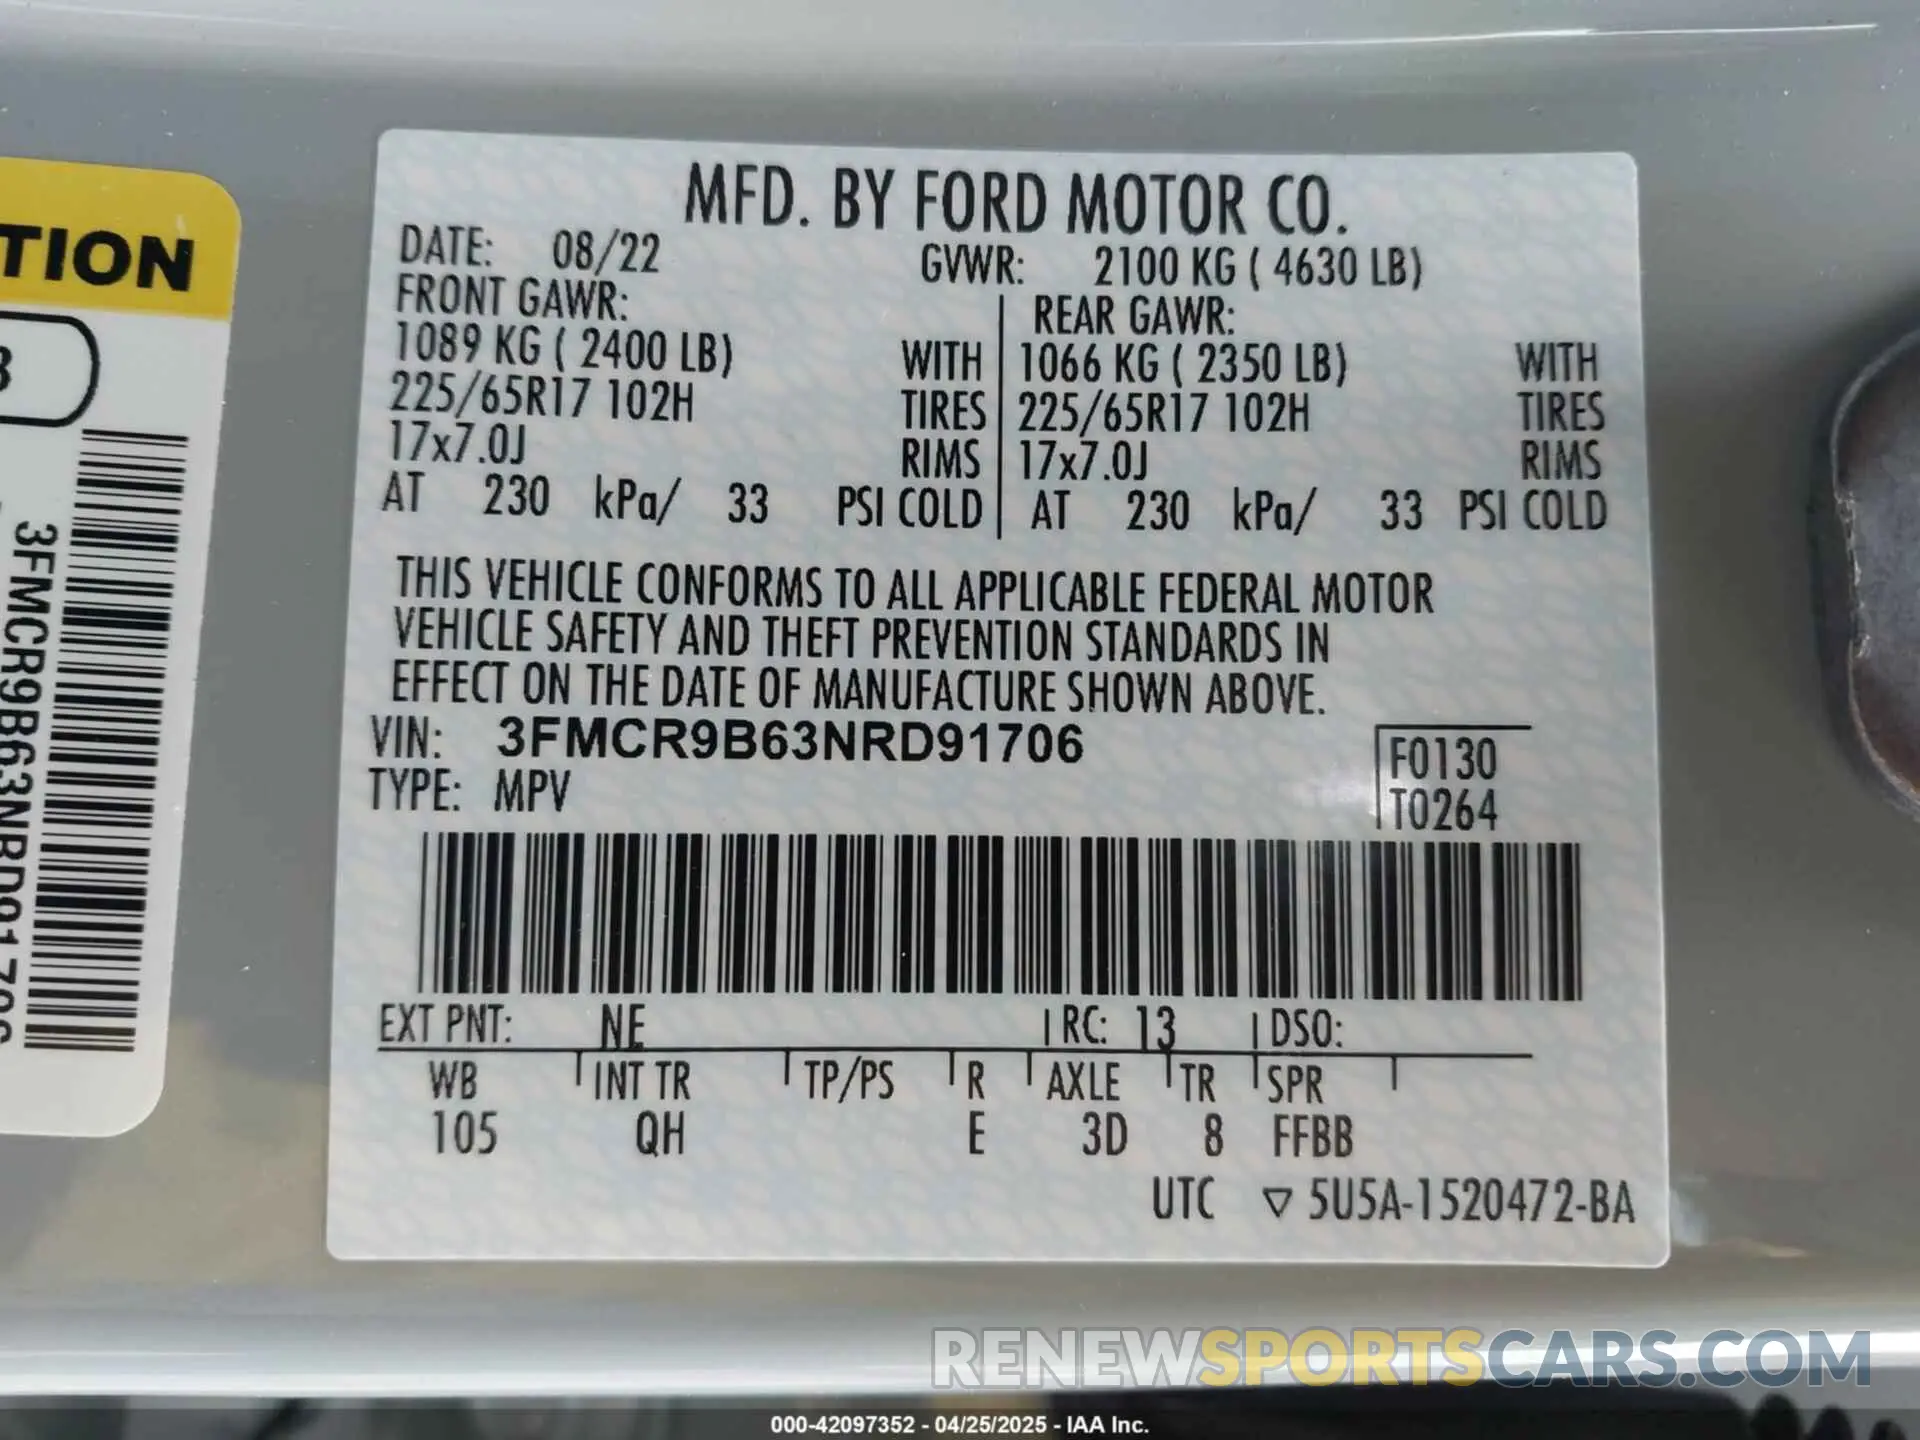 MFD. BY FORD MOTOR CO.
DATE: 08/22 GVWR: 2100 KG ( 4630 LB)
FRONT GAWR: REAR GAWR:
1089 KG ( 2400 LB) WITH 1066 KG ( 2350 LB) WITH
225/65R17 102H TIRES 225/65R17 102H TIRES
17x7.0J RIMS 17x7.0J RIMS
AT 230 kPa/ 33 PSI COLD AT 230 kPa/ 33 PSI COLD
THIS VEHICLE CONFORMS TO ALL APPLICABLE FEDERAL MOTOR
VEHICLE SAFETY AND THEFT PREVENTION STANDARDS IN
EFFECT ON THE DATE OF MANUFACTURE SHOWN ABOVE.
VIN: 3FMCR9B63NRD91706 F0130
TYPE: MPV T0264
EXT PNT: NE RC: 13 DSO:
WB INT TR TP/PS R AXLE TR SPR
105 QH E 3D 8 FFBB
UTC ▽ 5U5A-1520472-BA
TION
3FMCR9B63NRD91706
RENEWSPORTSCARS.COM
000-42097352 - 04/25/2025 - IAA Inc.